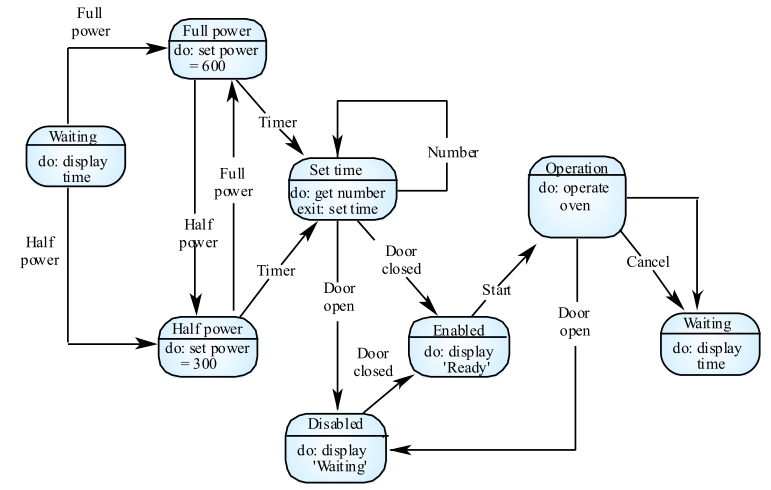 Full
power
Full power
do: set power
= 600
Waiting
do: display
time
Timer
Number
Set time
do: get number
exit: set time
Full
power
Half
power
Half
power
Operation
do: operate
oven
Timer
Door
closed
Door
open
Start
Cancel
Door
open
Half power
do: set power
= 300
Enabled
do: display
'Ready'
Waiting
do: display
time
Door
closed
Disabled
do: display
'Waiting'